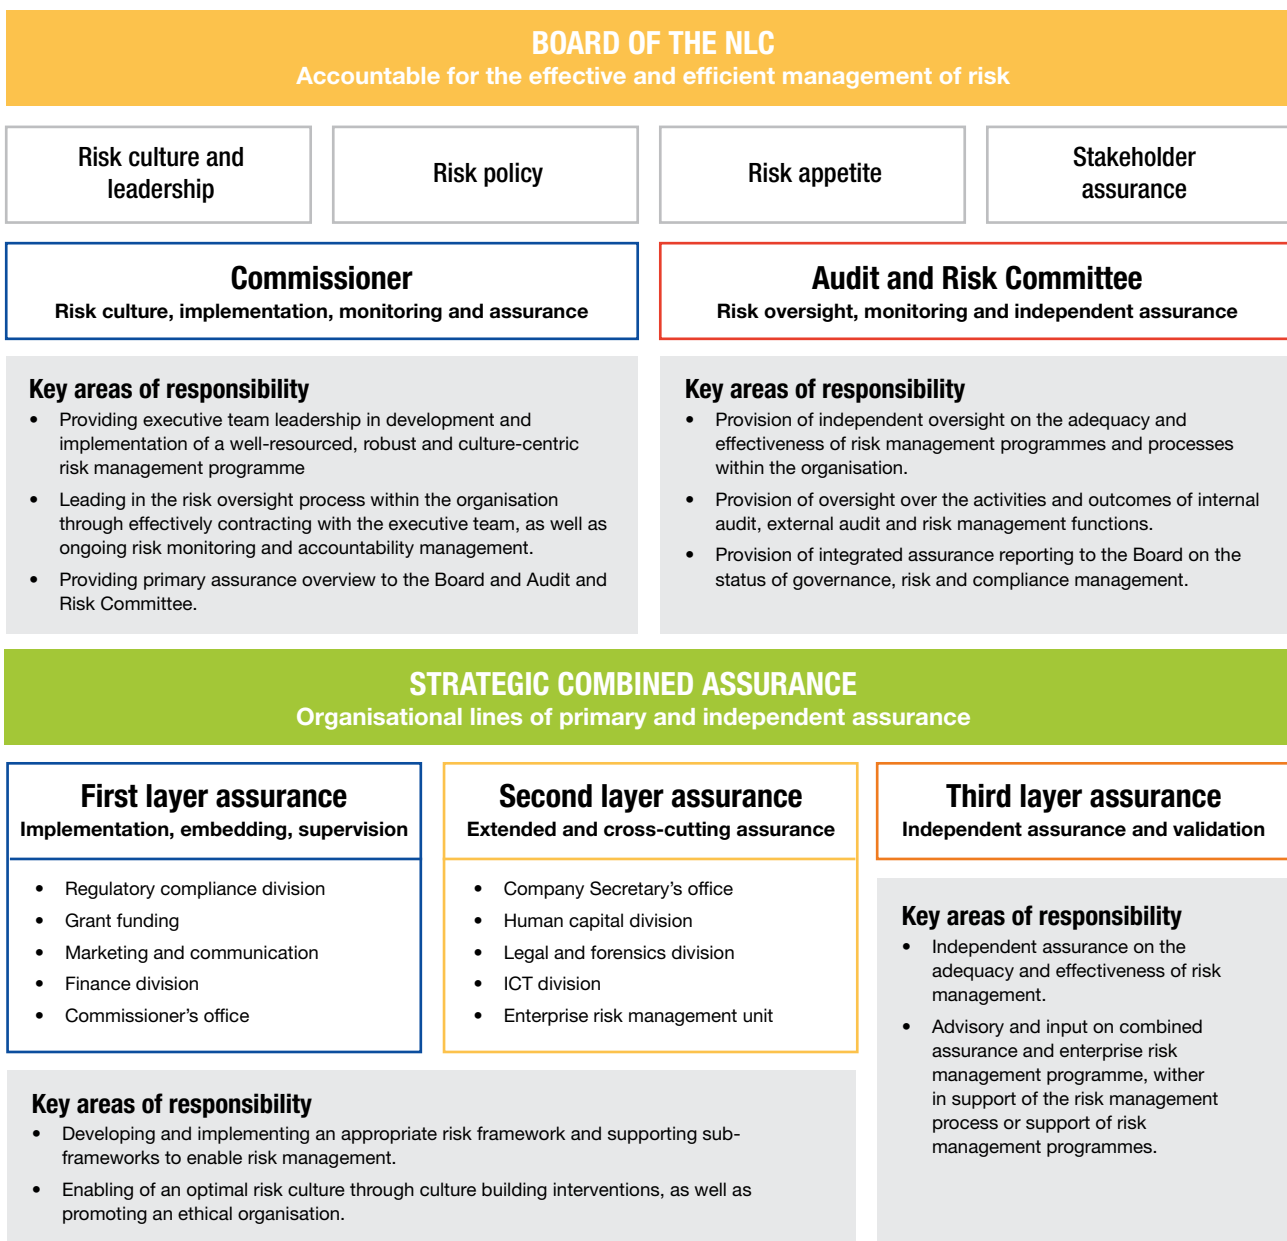 BOARD OF THE NLC
Accountable for the effective and efficient management of risk
Risk culture and
leadership
Risk policy
Risk appetite
Stakeholder
assurance
Commissioner
Risk culture, implementation, monitoring and assurance
Audit and Risk Committee
Risk oversight, monitoring and independent assurance
Key areas of responsibility
• Providing executive team leadership in development and
implementation of a well-resourced, robust and culture-centric
risk management programme
• Leading in the risk oversight process within the organisation
through effectively contracting with the executive team, as well as
ongoing risk monitoring and accountability management.
• Providing primary assurance overview to the Board and Audit and
Risk Committee.
Key areas of responsibility
• Provision of independent oversight on the adequacy and
effectiveness of risk management programmes and processes
within the organisation.
• Provision of oversight over the activities and outcomes of internal
audit, external audit and risk management functions.
• Provision of integrated assurance reporting to the Board on the
status of governance, risk and compliance management.
STRATEGIC COMBINED ASSURANCE
Organisational lines of primary and independent assurance
First layer assurance
Implementation, embedding, supervision
• Regulatory compliance division
• Grant funding
• Marketing and communication
• Finance division
• Commissioner's office
Second layer assurance
Extended and cross-cutting assurance
• Company Secretary's office
• Human capital division
• Legal and forensics division
• ICT division
• Enterprise risk management unit
Third layer assurance
Independent assurance and validation
Key areas of responsibility
• Independent assurance on the
adequacy and effectiveness of risk
management.
• Advisory and input on combined
assurance and enterprise risk
management programme, wither
in support of the risk management
process or support of risk
management programmes.
Key areas of responsibility
• Developing and implementing an appropriate risk framework and supporting sub-
frameworks to enable risk management.
• Enabling of an optimal risk culture through culture building interventions, as well as
promoting an ethical organisation.